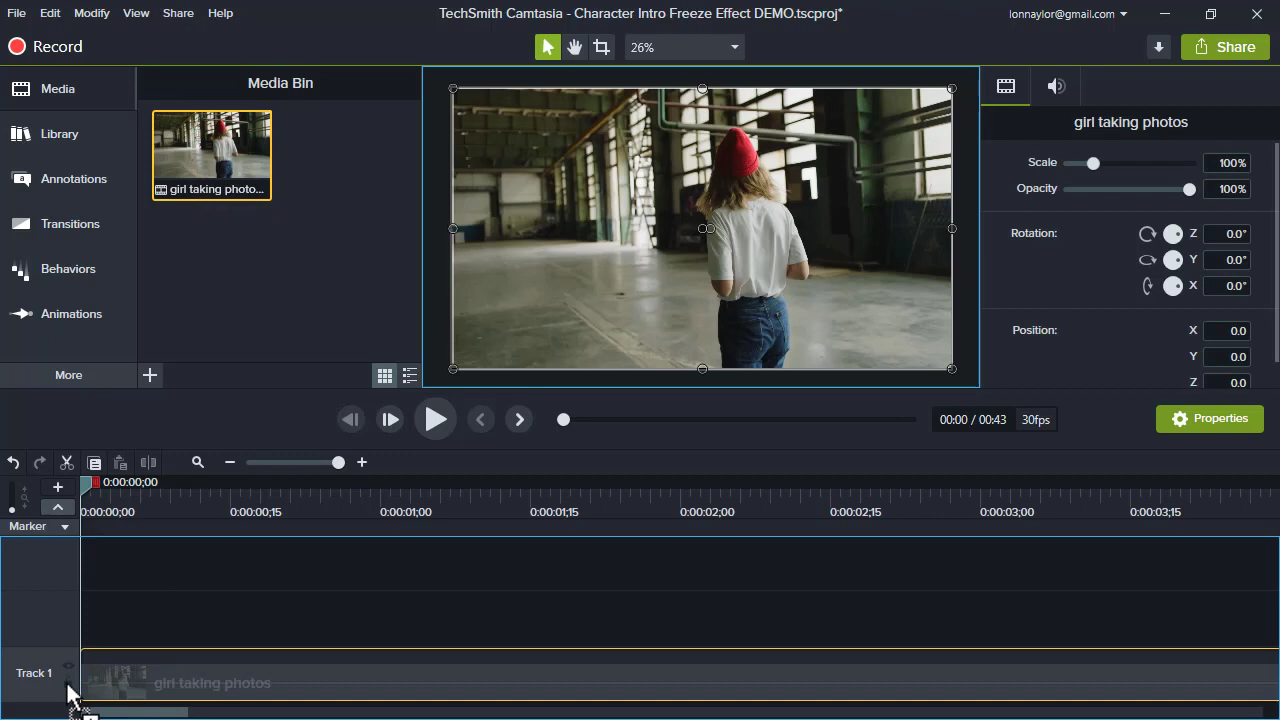 File Edit Modify View Share Help
TechSmith Camtasia - Character Intro Freeze Effect DEMO.tscproj*
lonnaylor@gmail.com
Record
26%
Share
Media
Library
Annotations
Transitions
Behaviors
Animations
More
Media Bin
girl taking photo...
girl taking photos
Scale 100%
Opacity 100%
Rotation: Z 0.0°
Y 0.0°
X 0.0°
Position: X 0.0
Y 0.0
Z 0.0
00:00 / 00:43 30fps
Properties
0:00:00;00
0:00:00;00 0:00:00;15 0:00:01;00 0:00:01;15 0:00:02;00 0:00:02;15 0:00:03;00 0:00:03;15
Marker
Track 1
girl taking photos